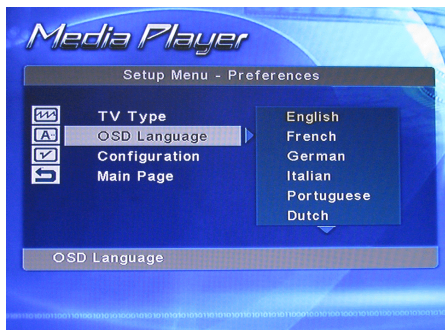 Media Player
Setup Menu - Preferences
TV Type
OSD Language
Configuration
Main Page
English
French
German
Italian
Portuguese
Dutch
OSD Language